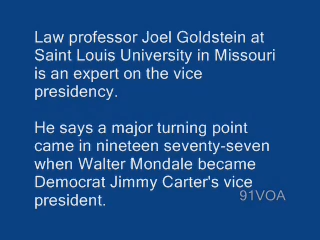 Law professor Joel Goldstein at
Saint Louis University in Missouri
is an expert on the vice
presidency.
He says a major turning point
came in nineteen seventy-seven
when Walter Mondale became
Democrat Jimmy Carter's vice
president.
91VOA